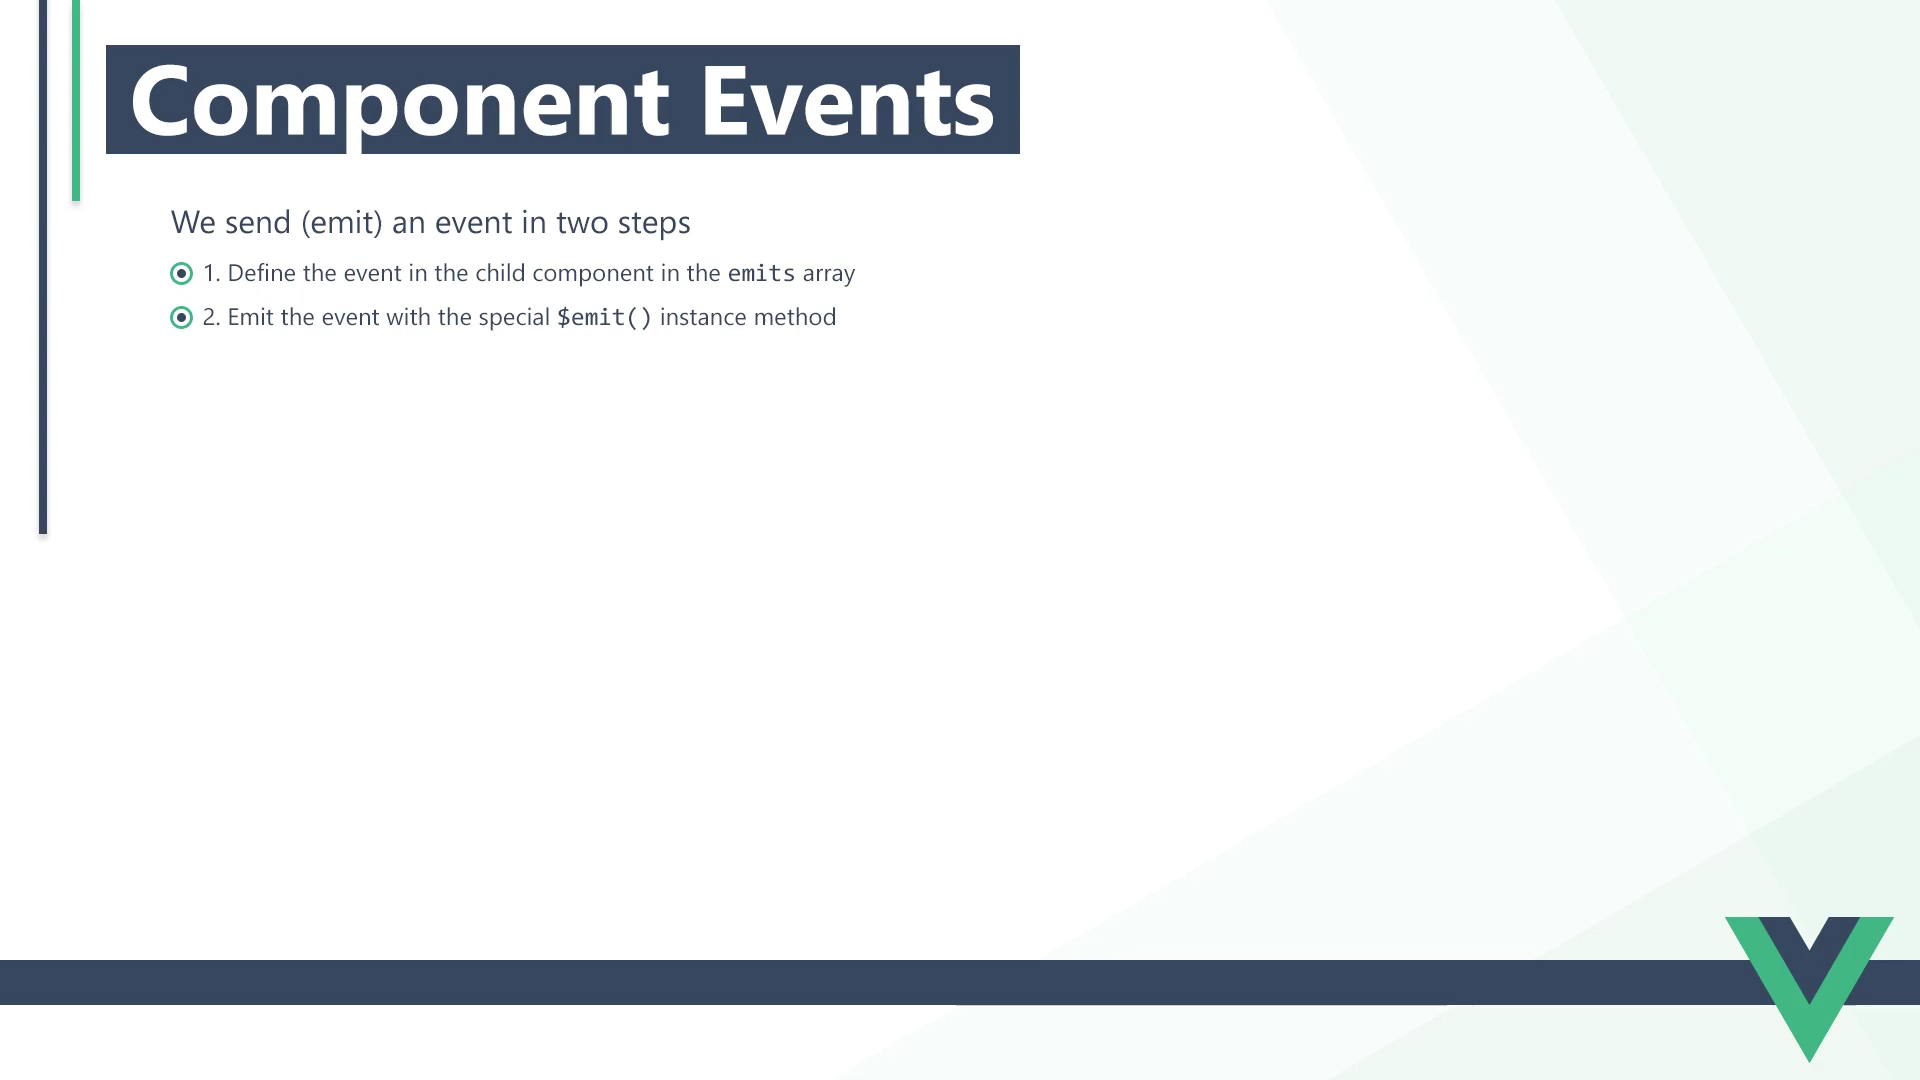 Component Events
We send (emit) an event in two steps
1. Define the event in the child component in the emits array
2. Emit the event with the special $emit() instance method